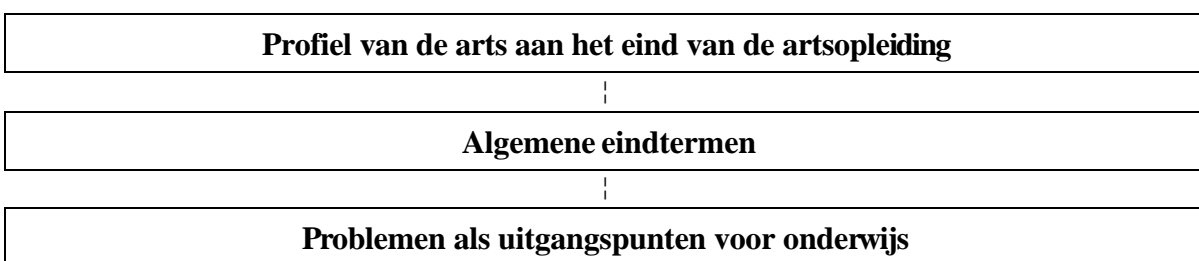 Profiel van de arts aan het eind van de artsopleiding
Algemene eindtermen
Problemen als uitgangspunten voor onderwijs